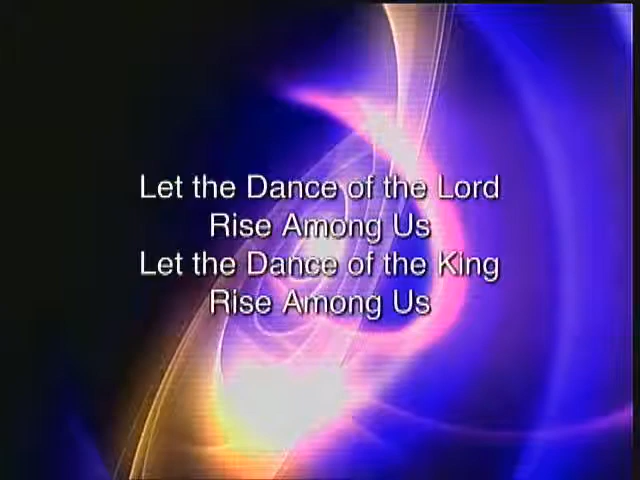 Let the Dance of the Lord
Rise Among Us
Let the Dance of the King
Rise Among Us